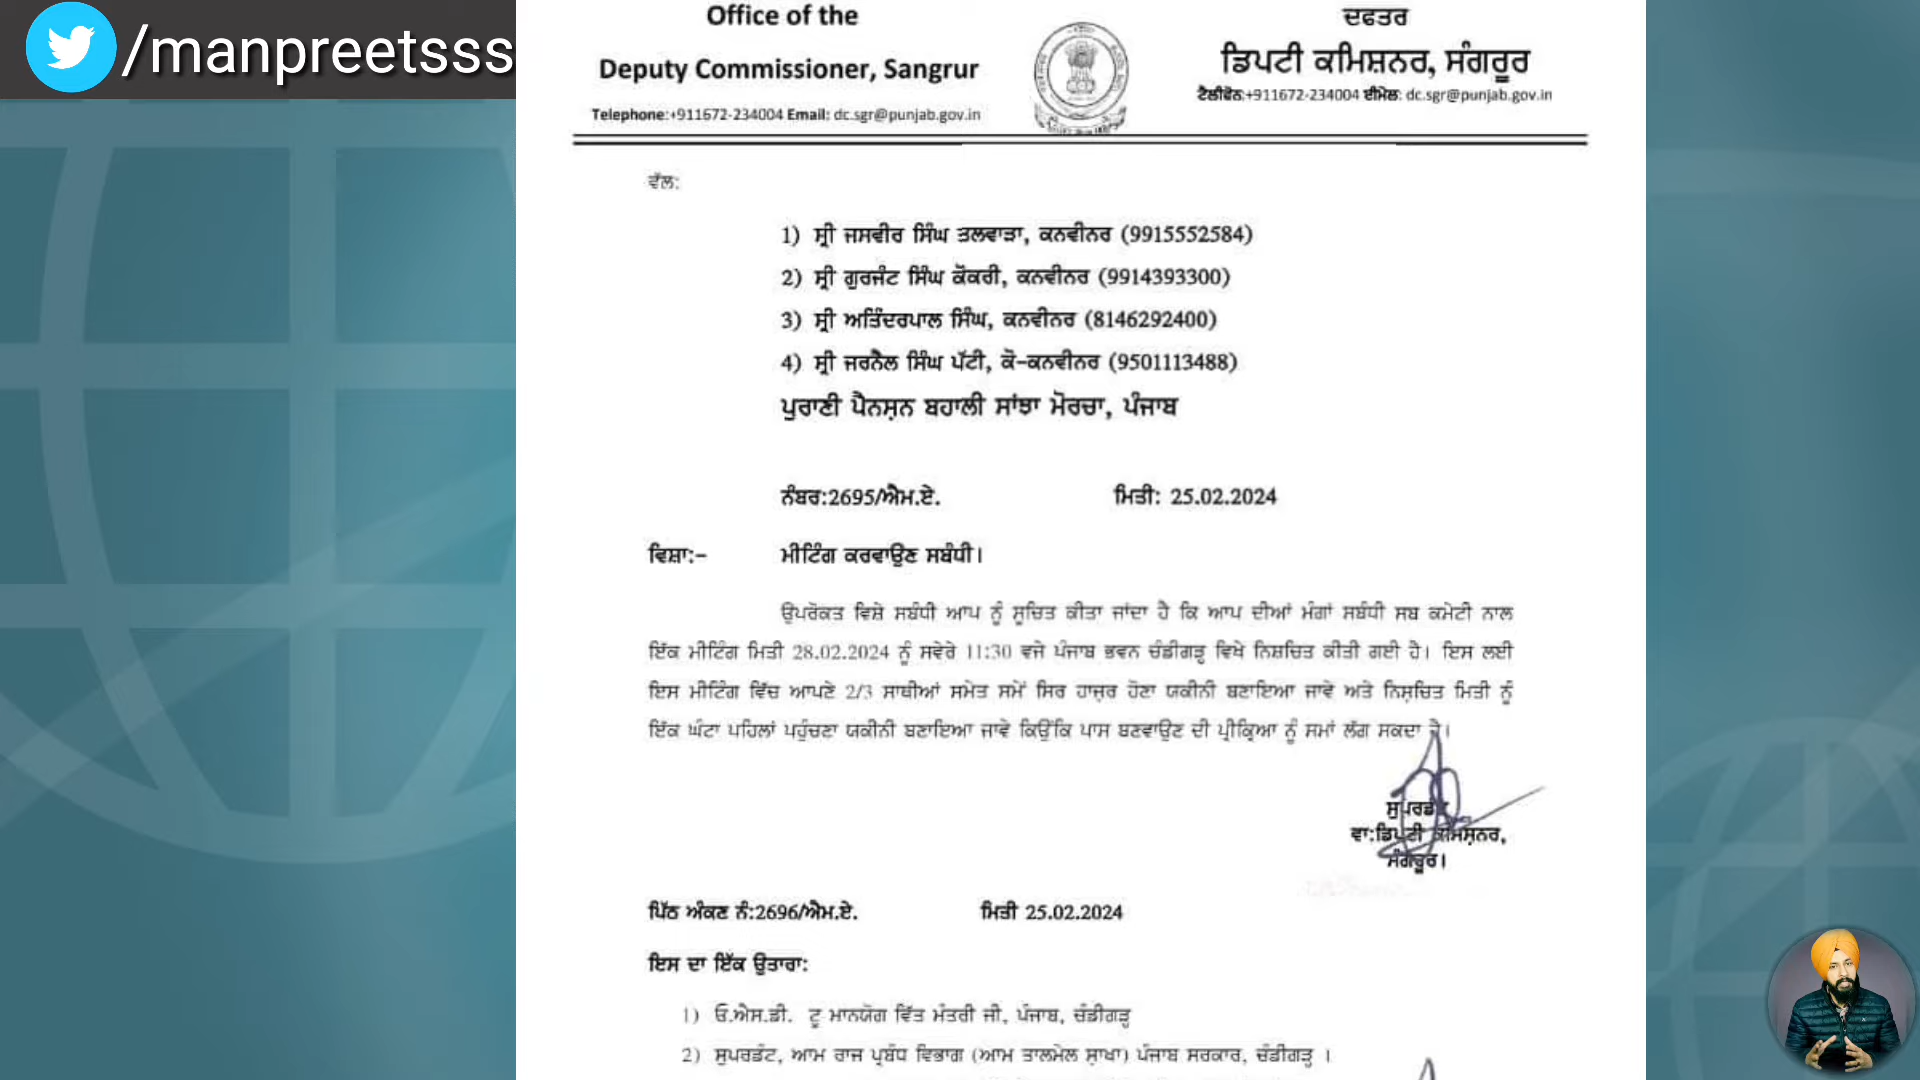 /manpreetsss
Office of the
Deputy Commissioner, Sangrur
Telephone:+911672-234004 Email: dc.sgr@punjab.gov.in
ਦਫਤਰ
ਡਿਪਟੀ ਕਮਿਸ਼ਨਰ, ਸੰਗਰੂਰ
ਟੈਲੀਫੋਨ:+911672-234004 ਈਮੇਲ: dc.sgr@punjab.gov.in
ਵੱਲ:
1) ਸ੍ਰੀ ਜਸਵੀਰ ਸਿੰਘ ਤਲਵਾੜਾ, ਕਨਵੀਨਰ (9915552584)
2) ਸ੍ਰੀ ਗੁਰਜੰਟ ਸਿੰਘ ਕੋਕਰੀ, ਕਨਵੀਨਰ (9914393300)
3) ਸ੍ਰੀ ਅਤਿੰਦਰਪਾਲ ਸਿੰਘ, ਕਨਵੀਨਰ (8146292400)
4) ਸ੍ਰੀ ਜਰਨੈਲ ਸਿੰਘ ਪੱਟੀ, ਕੋ-ਕਨਵੀਨਰ (9501113488)
ਪੁਰਾਣੀ ਪੈਨਸ਼ਨ ਬਹਾਲੀ ਸਾਂਝਾ ਮੋਰਚਾ, ਪੰਜਾਬ
ਨੰਬਰ:2695/ਐਮ.ਏ. ਮਿਤੀ: 25.02.2024
ਵਿਸ਼ਾ:- ਮੀਟਿੰਗ ਕਰਵਾਉਣ ਸਬੰਧੀ।
ਉਪਰੋਕਤ ਵਿਸ਼ੇ ਸਬੰਧੀ ਆਪ ਨੂੰ ਸੂਚਿਤ ਕੀਤਾ ਜਾਂਦਾ ਹੈ ਕਿ ਆਪ ਦੀਆਂ ਮੰਗਾਂ ਸਬੰਧੀ ਸਬ ਕਮੇਟੀ ਨਾਲ
ਇੱਕ ਮੀਟਿੰਗ ਮਿਤੀ 28.02.2024 ਨੂੰ ਸਵੇਰੇ 11:30 ਵਜੇ ਪੰਜਾਬ ਭਵਨ ਚੰਡੀਗੜ੍ਹ ਵਿਖੇ ਨਿਸ਼ਚਿਤ ਕੀਤੀ ਗਈ ਹੈ। ਇਸ ਲਈ
ਇਸ ਮੀਟਿੰਗ ਵਿੱਚ ਆਪਣੇ 2/3 ਸਾਥੀਆਂ ਸਮੇਤ ਸਮੇਂ ਸਿਰ ਹਾਜ਼ਰ ਹੋਣਾ ਯਕੀਨੀ ਬਣਾਇਆ ਜਾਵੇ ਅਤੇ ਨਿਸ਼ਚਿਤ ਮਿਤੀ ਨੂੰ
ਇੱਕ ਘੰਟਾ ਪਹਿਲਾਂ ਪਹੁੰਚਣਾ ਯਕੀਨੀ ਬਣਾਇਆ ਜਾਵੇ ਕਿਉਂਕਿ ਪਾਸ ਬਣਵਾਉਣ ਦੀ ਪ੍ਰੀਕ੍ਰਿਆ ਨੂੰ ਸਮਾਂ ਲੱਗ ਸਕਦਾ ਹੈ।
ਵਾ:ਡਿਪਟੀ ਕਮਿਸ਼ਨਰ,
ਸੰਗਰੂਰ।
ਪਿੱਠ ਅੰਕਣ ਨੰ:2696/ਐਮ.ਏ. ਮਿਤੀ 25.02.2024
ਇਸ ਦਾ ਇੱਕ ਉਤਾਰਾ:
1) ਓ.ਐਸ.ਡੀ. ਟੂ ਮਾਨਯੋਗ ਵਿੱਤ ਮੰਤਰੀ ਜੀ, ਪੰਜਾਬ, ਚੰਡੀਗੜ੍ਹ
2) ਸੁਪਰਡੰਟ, ਆਮ ਰਾਜ ਪ੍ਰਬੰਧ ਵਿਭਾਗ (ਆਮ ਤਾਲਮੇਲ ਸ਼ਾਖਾ) ਪੰਜਾਬ ਸਰਕਾਰ, ਚੰਡੀਗੜ੍ਹ ।